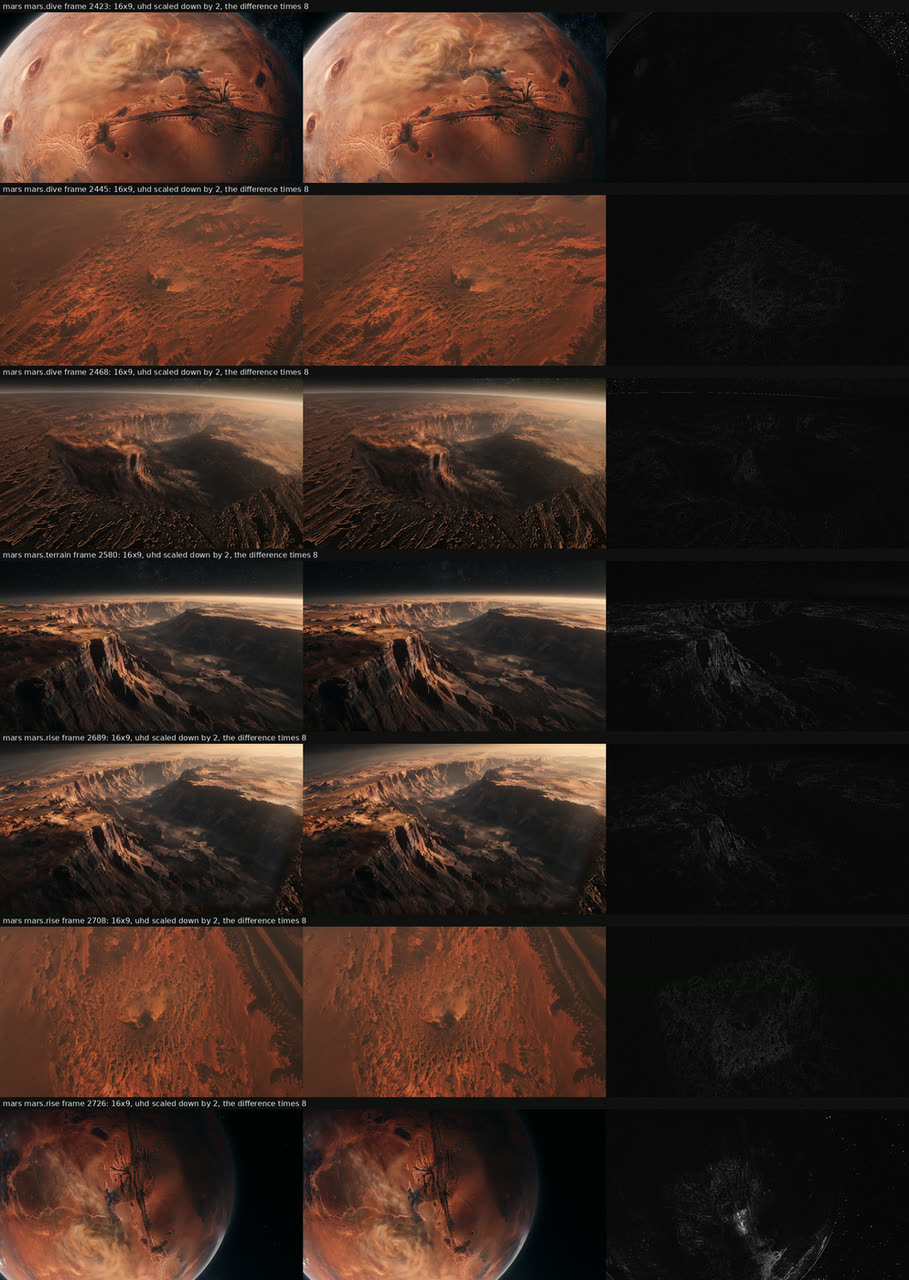 mars mars.dive frame 2423: 16x9, uhd scaled down by 2, the difference times 8
mars mars.dive frame 2445: 16x9, uhd scaled down by 2, the difference times 8
mars mars.dive frame 2468: 16x9, uhd scaled down by 2, the difference times 8
mars mars.terrain frame 2580: 16x9, uhd scaled down by 2, the difference times 8
mars mars.rise frame 2689: 16x9, uhd scaled down by 2, the difference times 8
mars mars.rise frame 2708: 16x9, uhd scaled down by 2, the difference times 8
mars mars.rise frame 2726: 16x9, uhd scaled down by 2, the difference times 8